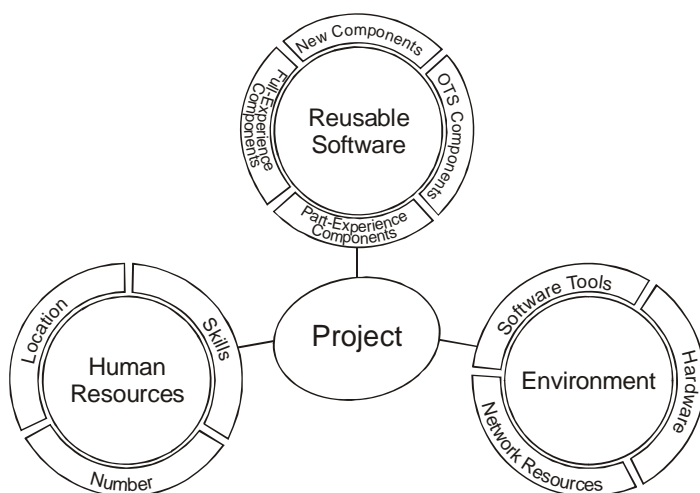 New Components
Full-Experience
Components
OTS Components
Reusable
Software
Part-Experience
Components
Project
Location
Skills
Human
Resources
Number
Software Tools
Hardware
Environment
Network Resources